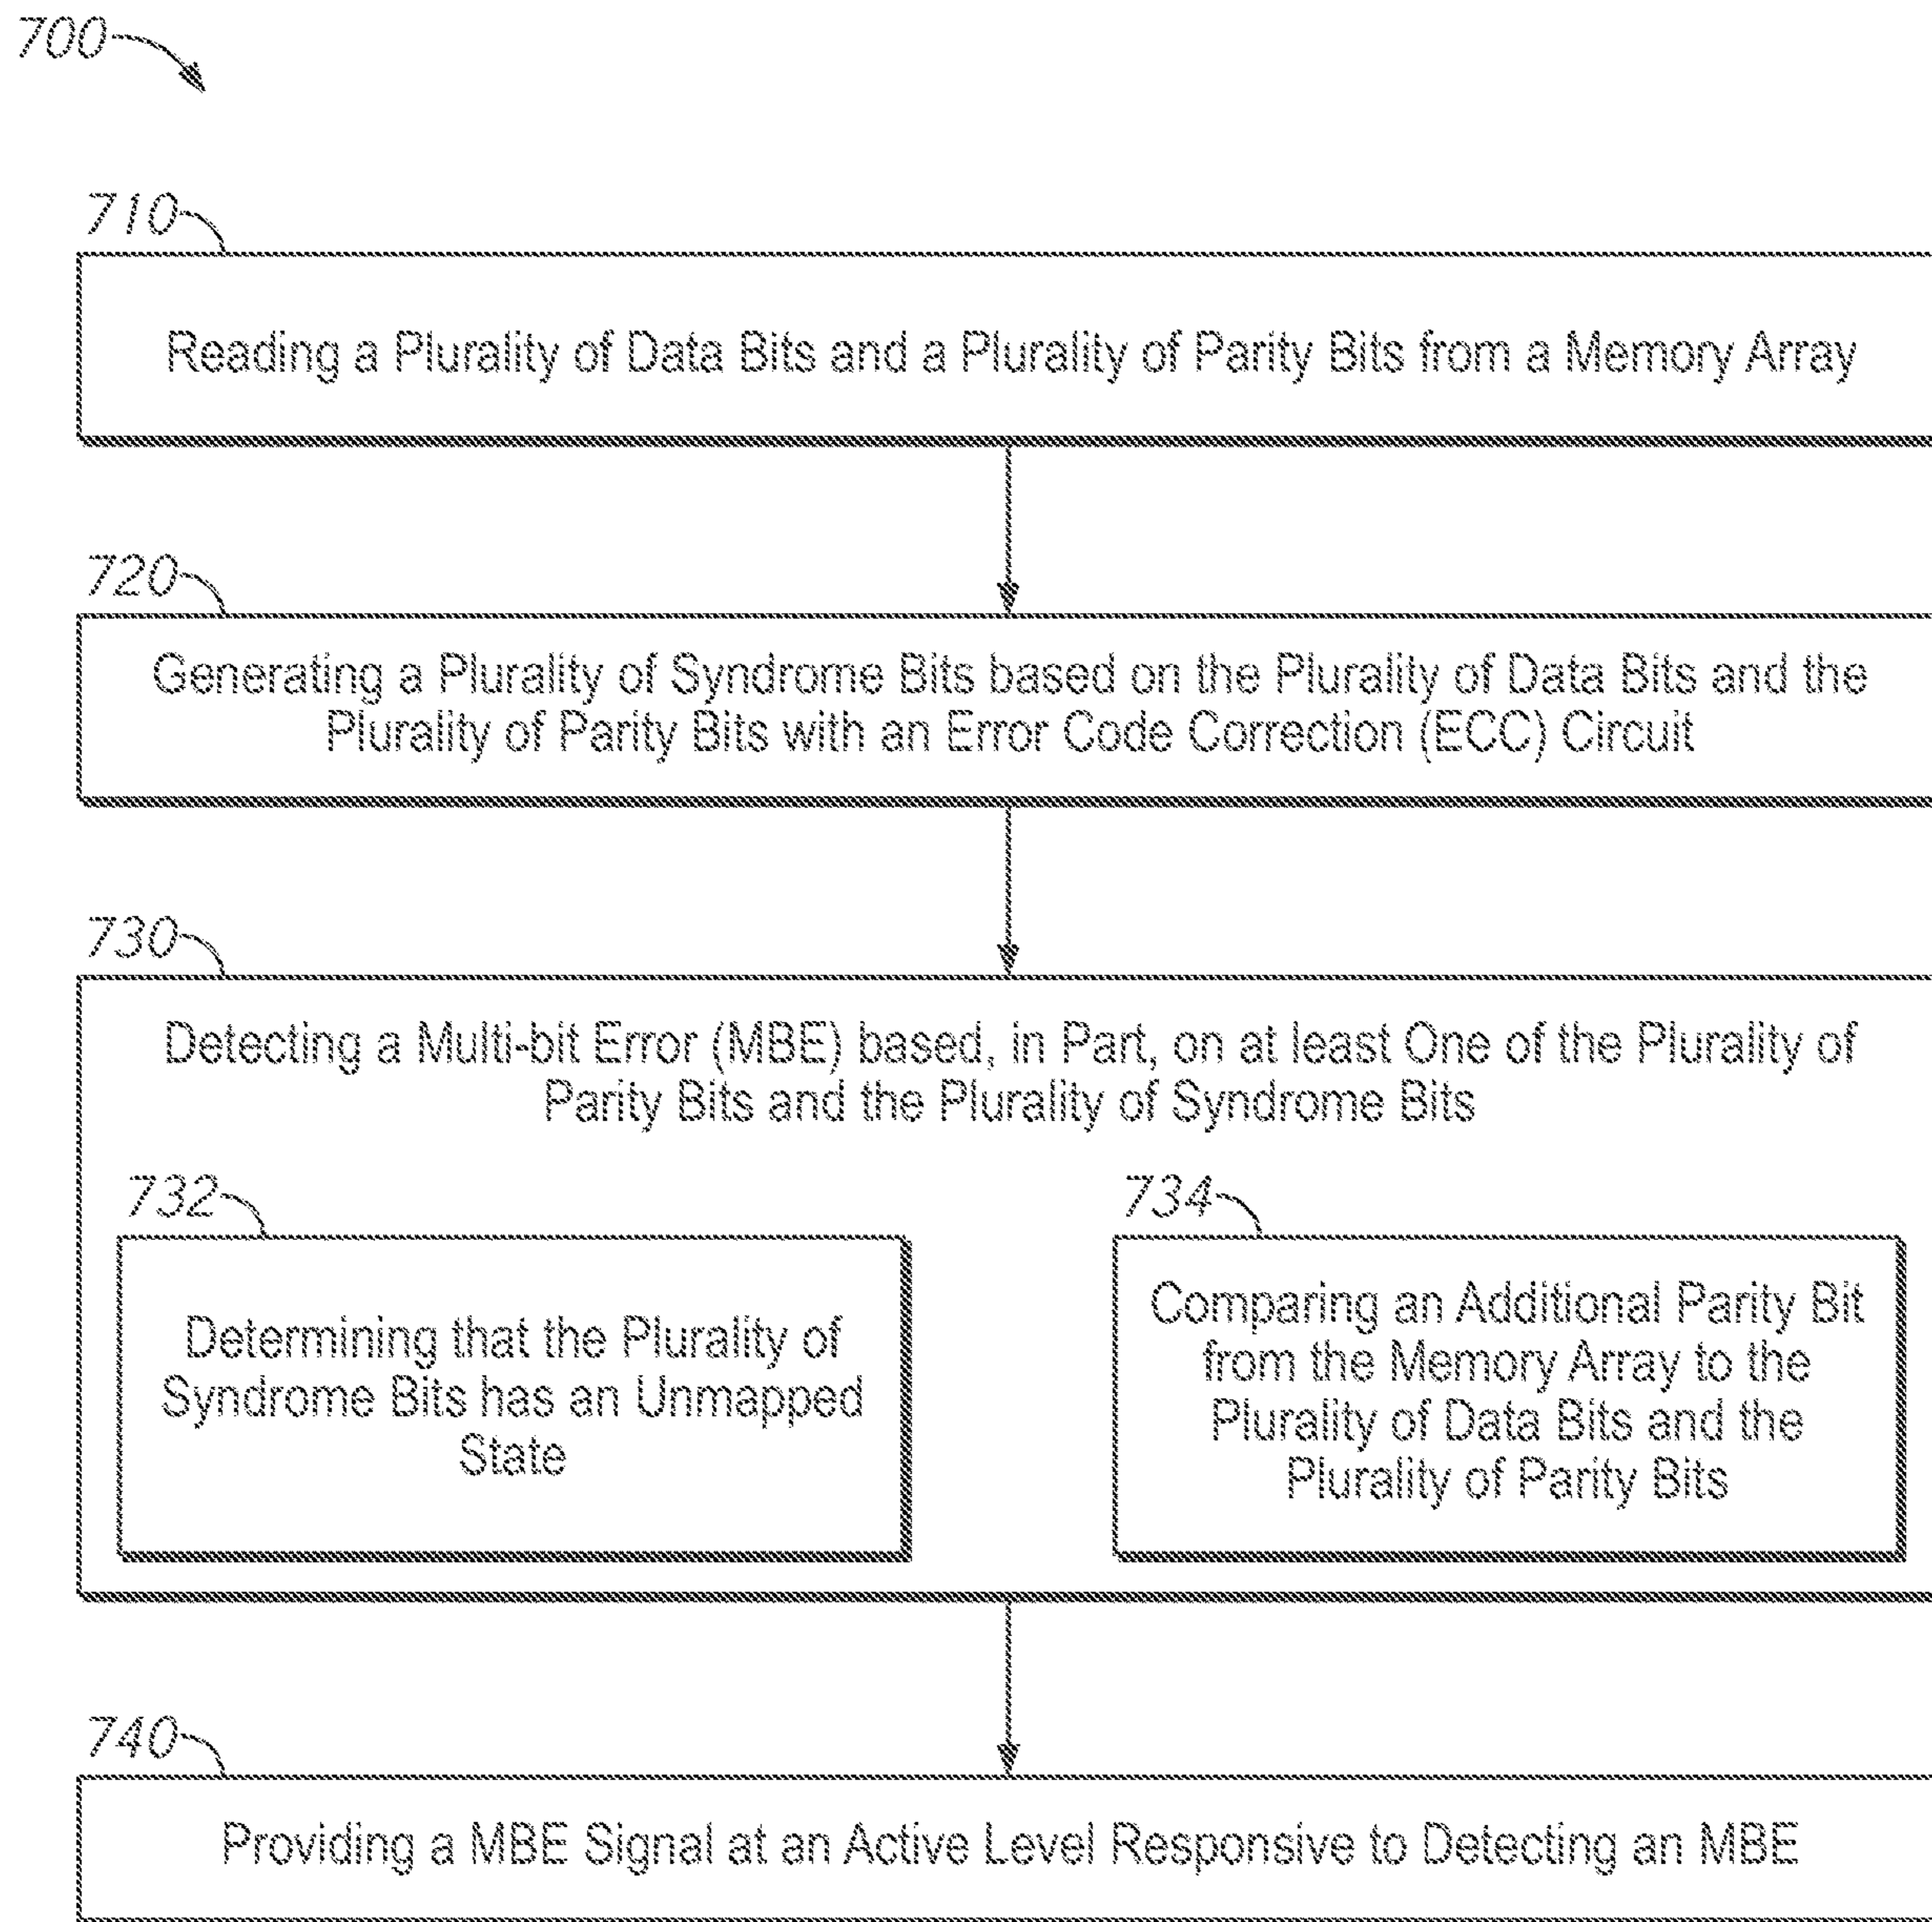 700
710
Reading a Plurality of Data Bits and a Plurality of Parity Bits from a Memory Array
720
Generating a Plurality of Syndrome Bits based on the Plurality of Data Bits and the
Plurality of Parity Bits with an Error Code Correction (ECC) Circuit
730
Detecting a Multi-bit Error (MBE) based, in Part, on at least One of the Plurality of
Parity Bits and the Plurality of Syndrome Bits
732
Determining that the Plurality of
Syndrome Bits has an Unmapped
State
734
Comparing an Additional Parity Bit
from the Memory Array to the
Plurality of Data Bits and the
Plurality of Parity Bits
740
Providing a MBE Signal at an Active Level Responsive to Detecting an MBE